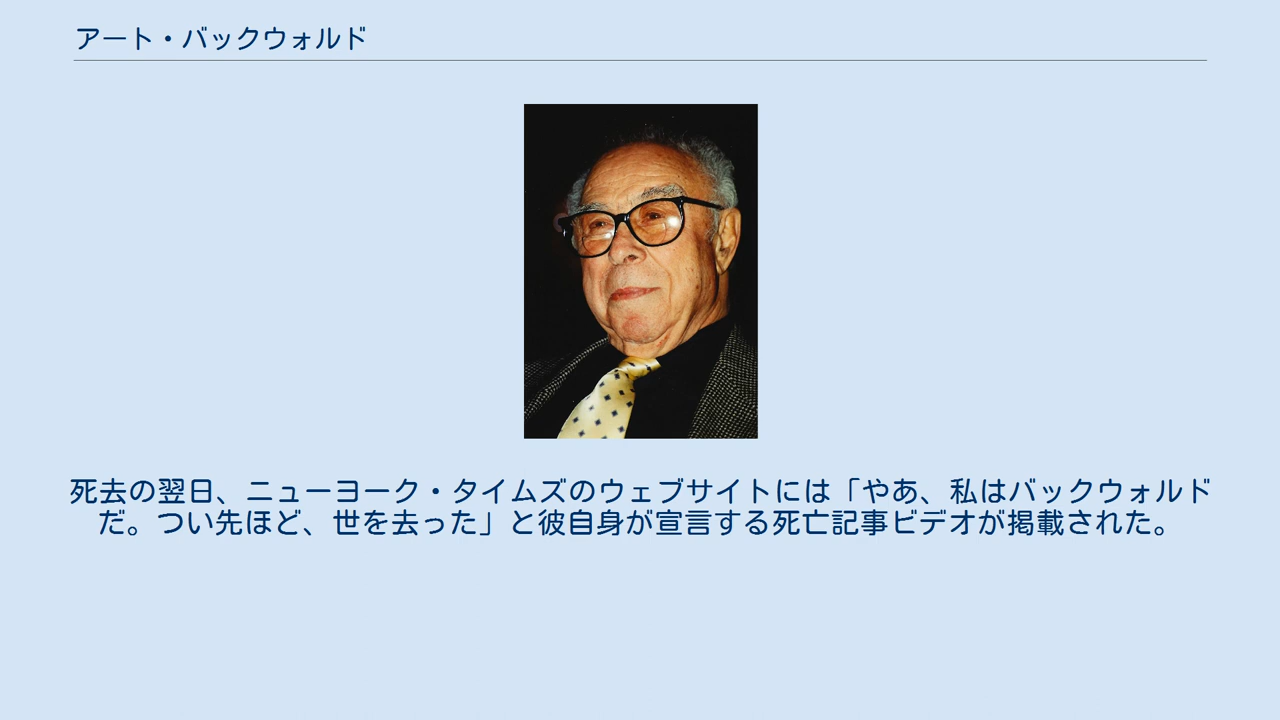 アート・バックウォルド
死去の翌日、ニューヨーク・タイムズのウェブサイトには「やあ、私はバックウォルド
だ。つい先ほど、世を去った」と彼自身が宣言する死亡記事ビデオが掲載された。